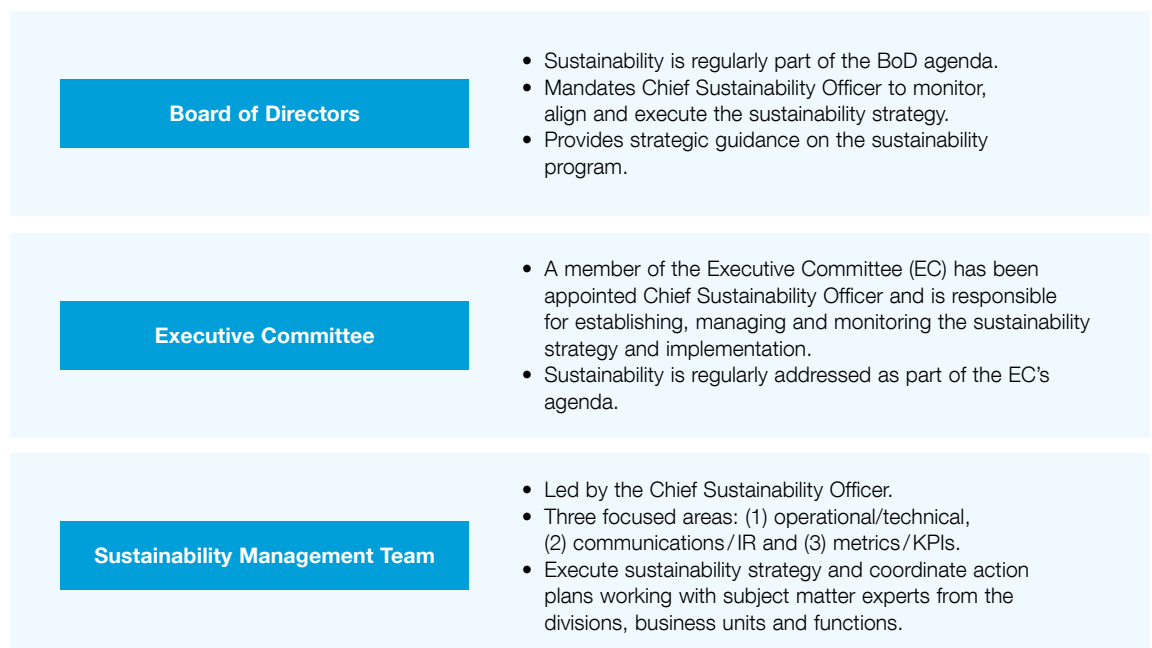 Board of Directors
• Sustainability is regularly part of the BoD agenda.
• Mandates Chief Sustainability Officer to monitor,
align and execute the sustainability strategy.
• Provides strategic guidance on the sustainability
program.
Executive Committee
• A member of the Executive Committee (EC) has been
appointed Chief Sustainability Officer and is responsible
for establishing, managing and monitoring the sustainability
strategy and implementation.
• Sustainability is regularly addressed as part of the EC’s
agenda.
Sustainability Management Team
• Led by the Chief Sustainability Officer.
• Three focused areas: (1) operational/technical,
(2) communications/IR and (3) metrics/KPIs.
• Execute sustainability strategy and coordinate action
plans working with subject matter experts from the
divisions, business units and functions.